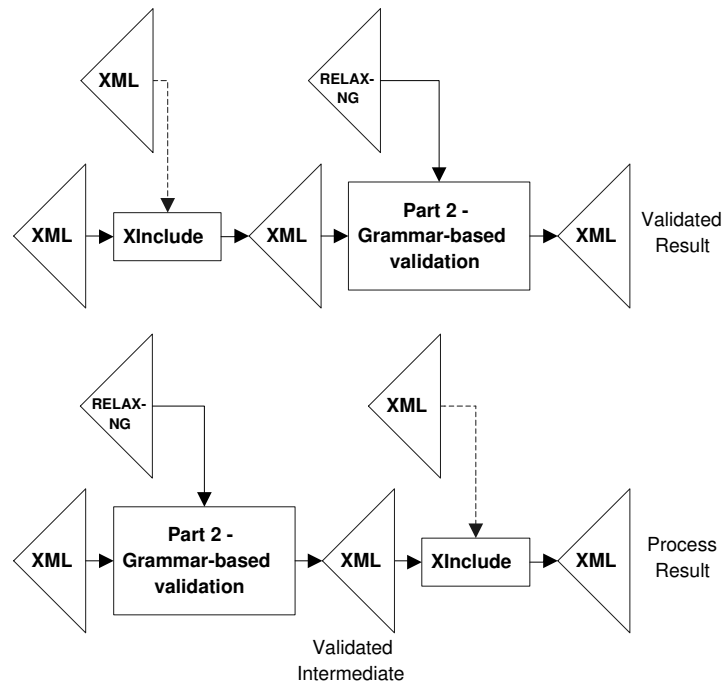 XML
RELAX-
NG
XML
XInclude
XML
Part 2 -
Grammar-based
validation
XML
Validated
Result
RELAX-
NG
XML
XML
Part 2 -
Grammar-based
validation
XML
XInclude
XML
Process
Result
Validated
Intermediate